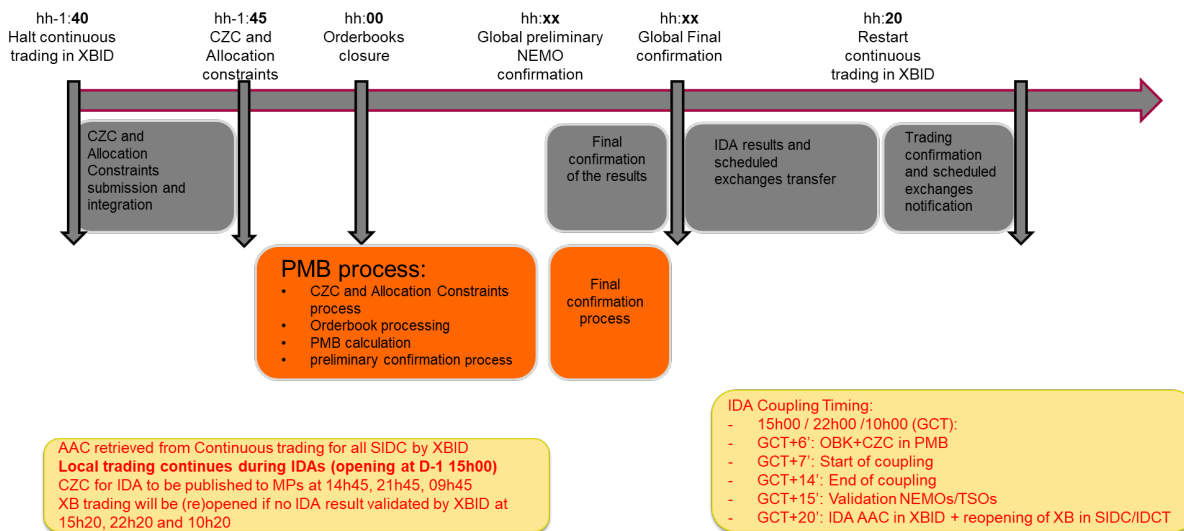 hh-1:40
Halt continuous
trading in XBID
hh-1:45
CZC and
Allocation
constraints
hh:00
Orderbooks
closure
hh:xx
Global preliminary
NEMO
confirmation
hh:xx
Global Final
confirmation
hh:20
Restart
continuous
trading in XBID
CZC and
Allocation
Constraints
submission and
integration
Final
confirmation
of the results
IDA results and
scheduled
exchanges transfer
Trading
confirmation
and scheduled
exchanges
notification
PMB process:
• CZC and Allocation Constraints
process
• Orderbook processing
• PMB calculation
• preliminary confirmation process
Final
confirmation
process
AAC retrieved from Continuous trading for all SIDC by XBID
Local trading continues during IDAs (opening at D-1 15h00)
CZC for IDA to be published to MPs at 14h45, 21h45, 09h45
XB trading will be (re)opened if no IDA result validated by XBID at
15h20, 22h20 and 10h20
IDA Coupling Timing:
- 15h00 / 22h00 /10h00 (GCT):
- GCT+6’: OBK+CZC in PMB
- GCT+7’: Start of coupling
- GCT+14’: End of coupling
- GCT+15’: Validation NEMOs/TSOs
- GCT+20’: IDA AAC in XBID + reopening of XB in SIDC/IDCT